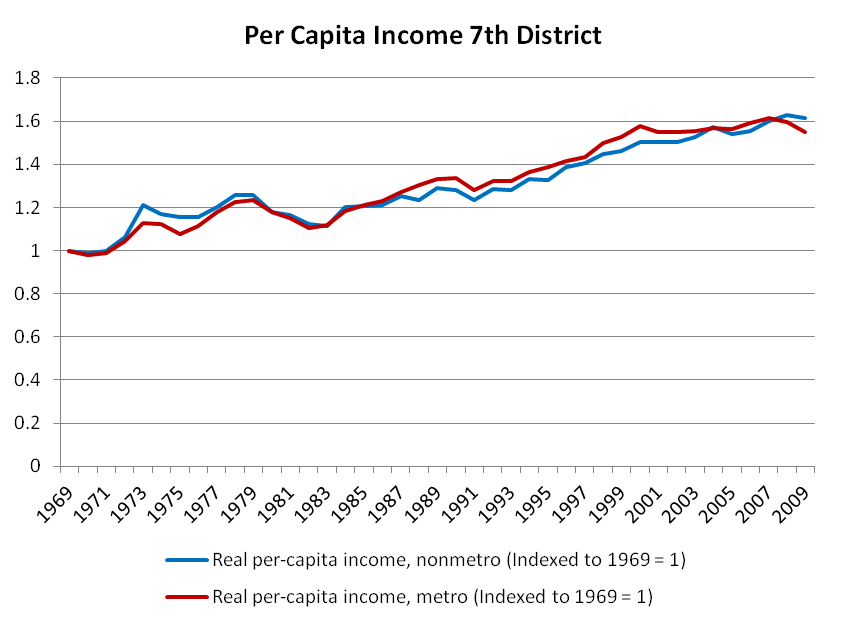 Per Capita Income 7th District
1.8
1.6
1.4
1.2
1
0.8
0.6
0.4
0.2
0
1969 1971 1973 1975 1977 1979 1981 1983 1985 1987 1989 1991 1993 1995 1997 1999 2001 2003 2005 2007 2009
Real per-capita income, nonmetro (Indexed to 1969 = 1)
Real per-capita income, metro (Indexed to 1969 = 1)